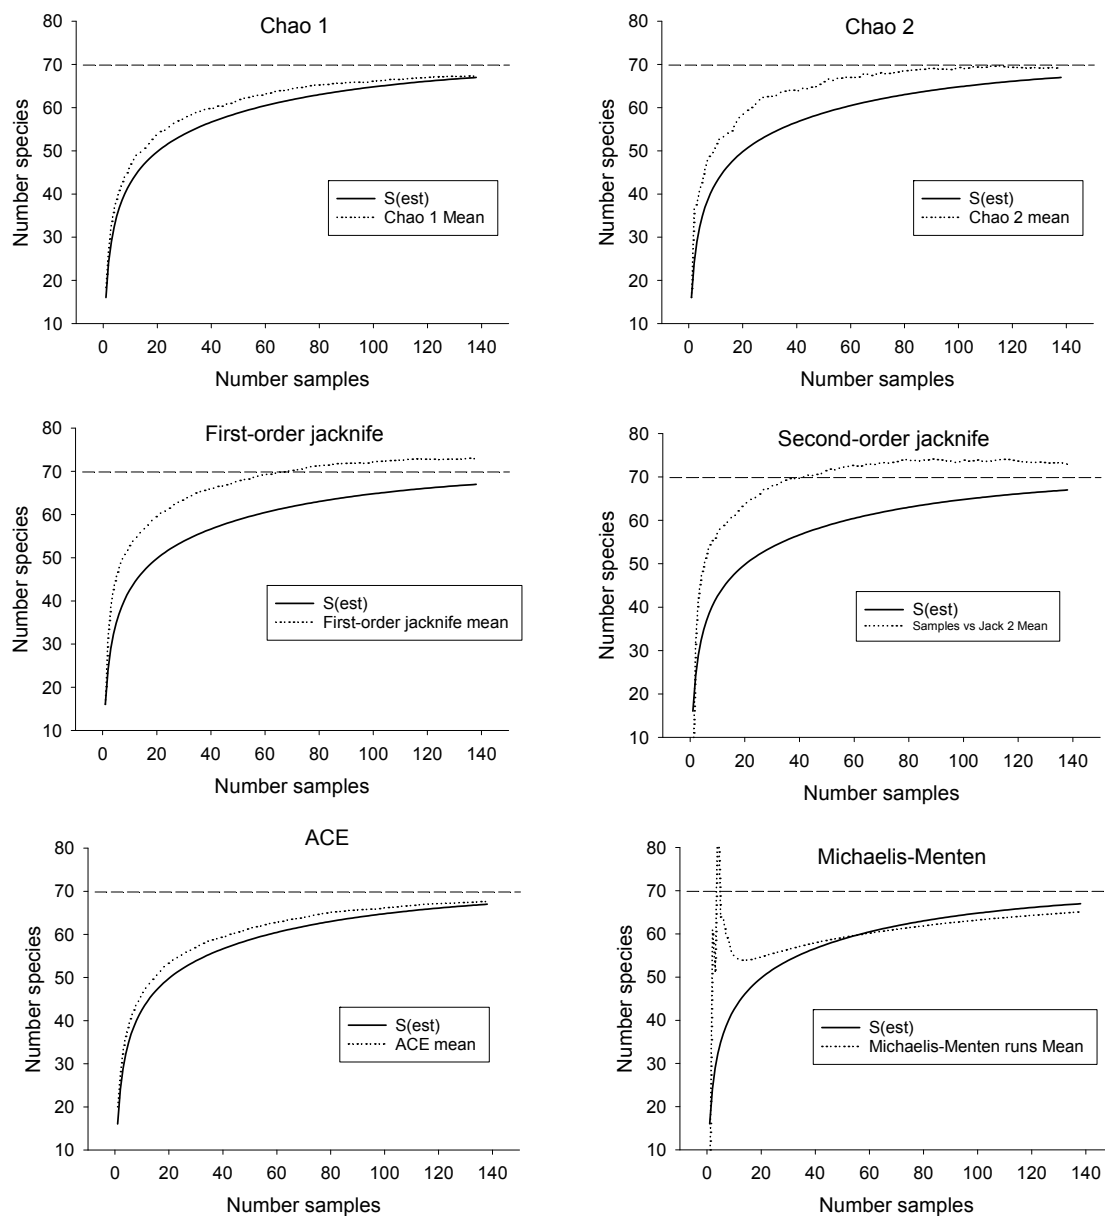 Chao 1
Number species
80
70
60
50
40
30
20
10
S(est)
Chao 1 Mean
0 20 40 60 80 100 120 140
Number samples
Chao 2
Number species
80
70
60
50
40
30
20
10
S(est)
Chao 2 mean
0 20 40 60 80 100 120 140
Number samples
First-order jacknife
Number species
80
70
60
50
40
30
20
10
S(est)
First-order jacknife mean
0 20 40 60 80 100 120 140
Number samples
Second-order jacknife
Number species
80
70
60
50
40
30
20
10
S(est)
Samples vs Jack 2 Mean
0 20 40 60 80 100 120 140
Number samples
ACE
Number species
80
70
60
50
40
30
20
10
S(est)
ACE mean
0 20 40 60 80 100 120 140
Number samples
Michaelis-Menten
Number species
80
70
60
50
40
30
20
10
S(est)
Michaelis-Menten runs Mean
0 20 40 60 80 100 120 140
Number samples